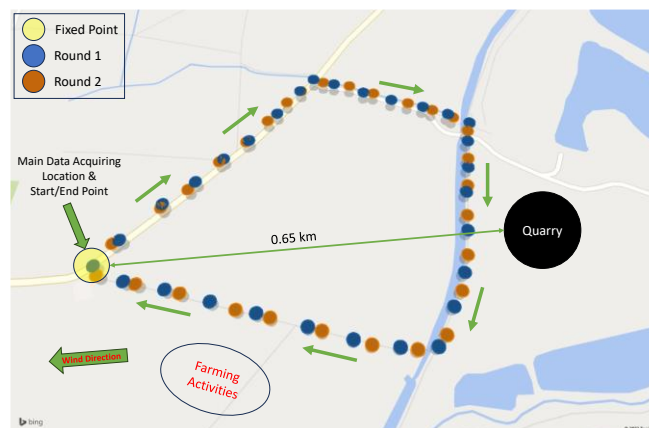 Fixed Point
Round 1
Round 2
Main Data Acquiring
Location &
Start/End Point
0.65 km
Quarry
Wind Direction
Farming
Activities
bing